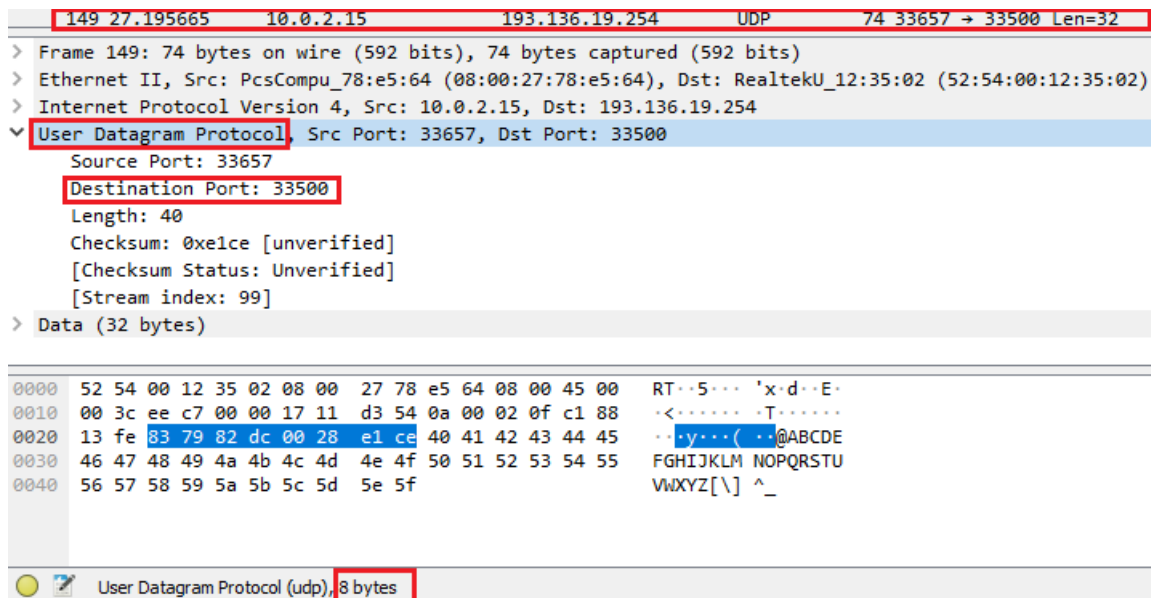 149 27.195665 10.0.2.15 193.136.19.254 UDP 74 33657 → 33500 Len=32
> Frame 149: 74 bytes on wire (592 bits), 74 bytes captured (592 bits)
> Ethernet II, Src: PcsCompu_78:e5:64 (08:00:27:78:e5:64), Dst: RealtekU_12:35:02 (52:54:00:12:35:02)
> Internet Protocol Version 4, Src: 10.0.2.15, Dst: 193.136.19.254
User Datagram Protocol, Src Port: 33657, Dst Port: 33500
Source Port: 33657
Destination Port: 33500
Length: 40
Checksum: 0xe1ce [unverified]
[Checksum Status: Unverified]
[Stream index: 99]
> Data (32 bytes)
0000 52 54 00 12 35 02 08 00 27 78 e5 64 08 00 45 00 RT··5··· 'x·d··E·
0010 00 3c ee c7 00 00 17 11 d3 54 0a 00 02 0f c1 88 ·<······ ·T······
0020 13 fe 83 79 82 dc 00 28 e1 ce 40 41 42 43 44 45 ···y···( ··@ABCDE
0030 46 47 48 49 4a 4b 4c 4d 4e 4f 50 51 52 53 54 55 FGHIJKLM NOPQRSTU
0040 56 57 58 59 5a 5b 5c 5d 5e 5f VWXYZ[\] ^_
User Datagram Protocol (udp), 8 bytes